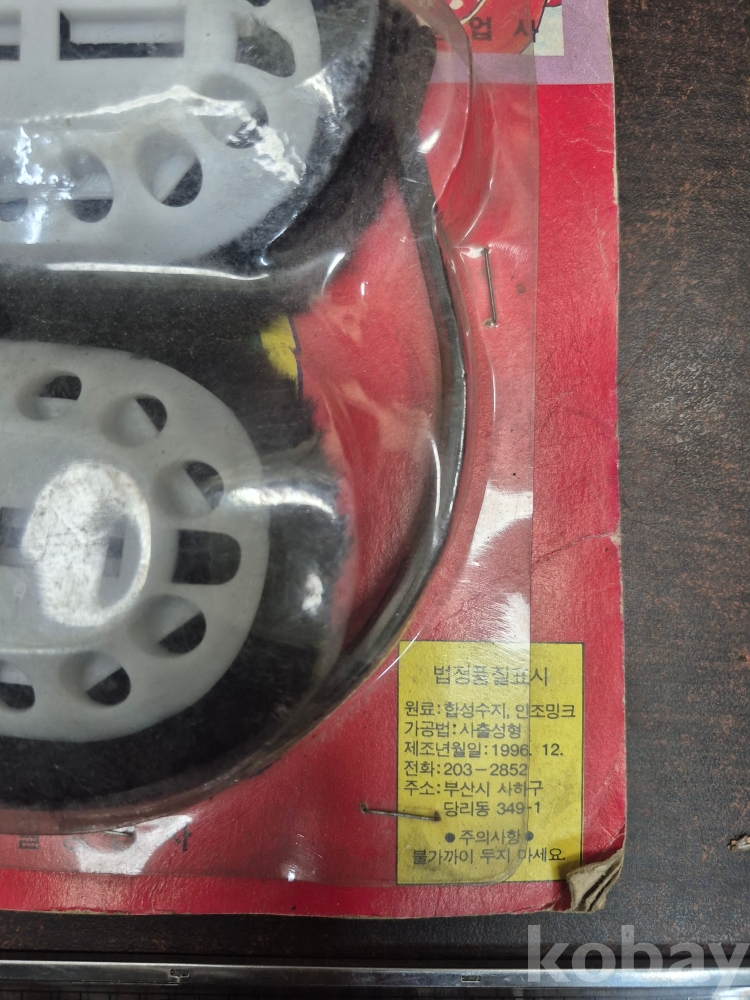 업 사
법정품질표시
원료:합성수지, 인조밍크
가공법:사출성형
제조년월일:1996. 12.
전화:203-2852
주소:부산시 사하구
당리동 349-1
●주의사항●
불가까이 두지 마세요.
사
kobay